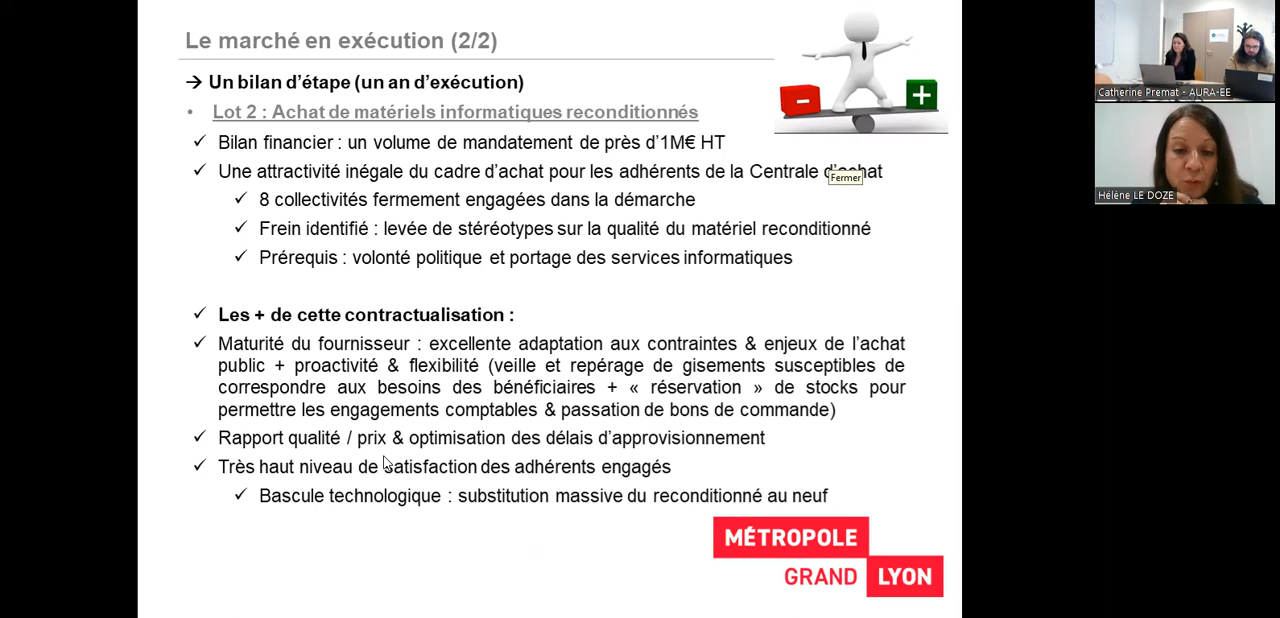 Le marché en exécution (2/2)
→ Un bilan d’étape (un an d’exécution)
• Lot 2 : Achat de matériels informatiques reconditionnés
✓ Bilan financier : un volume de mandatement de près d’1M€ HT
✓ Une attractivité inégale du cadre d’achat pour les adhérents de la Centrale d’achat
Fermer
✓ 8 collectivités fermement engagées dans la démarche
✓ Frein identifié : levée de stéréotypes sur la qualité du matériel reconditionné
✓ Prérequis : volonté politique et portage des services informatiques
✓ Les + de cette contractualisation :
✓ Maturité du fournisseur : excellente adaptation aux contraintes & enjeux de l’achat
public + proactivité & flexibilité (veille et repérage de gisements susceptibles de
correspondre aux besoins des bénéficiaires + « réservation » de stocks pour
permettre les engagements comptables & passation de bons de commande)
✓ Rapport qualité / prix & optimisation des délais d’approvisionnement
✓ Très haut niveau de satisfaction des adhérents engagés
✓ Bascule technologique : substitution massive du reconditionné au neuf
MÉTROPOLE
GRAND LYON
Catherine Premat - AURA-EE
Hélène LE DOZE